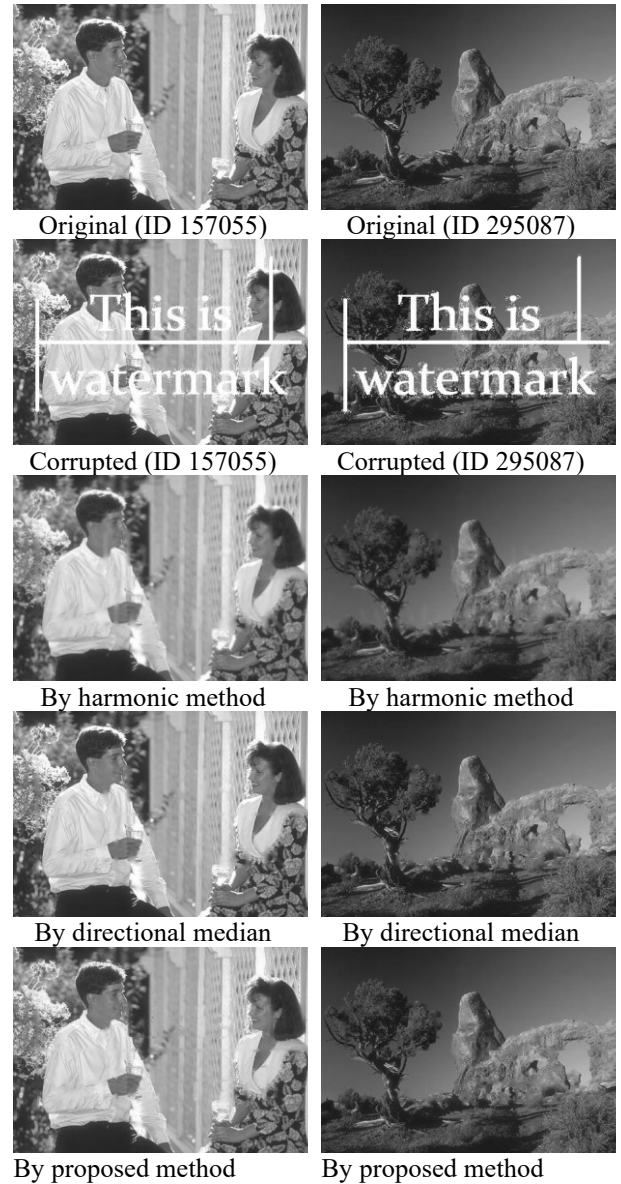 Original (ID 157055) Original (ID 295087)
This is This is
watermark watermark
Corrupted (ID 157055) Corrupted (ID 295087)
By harmonic method By harmonic method
By directional median By directional median
By proposed method By proposed method